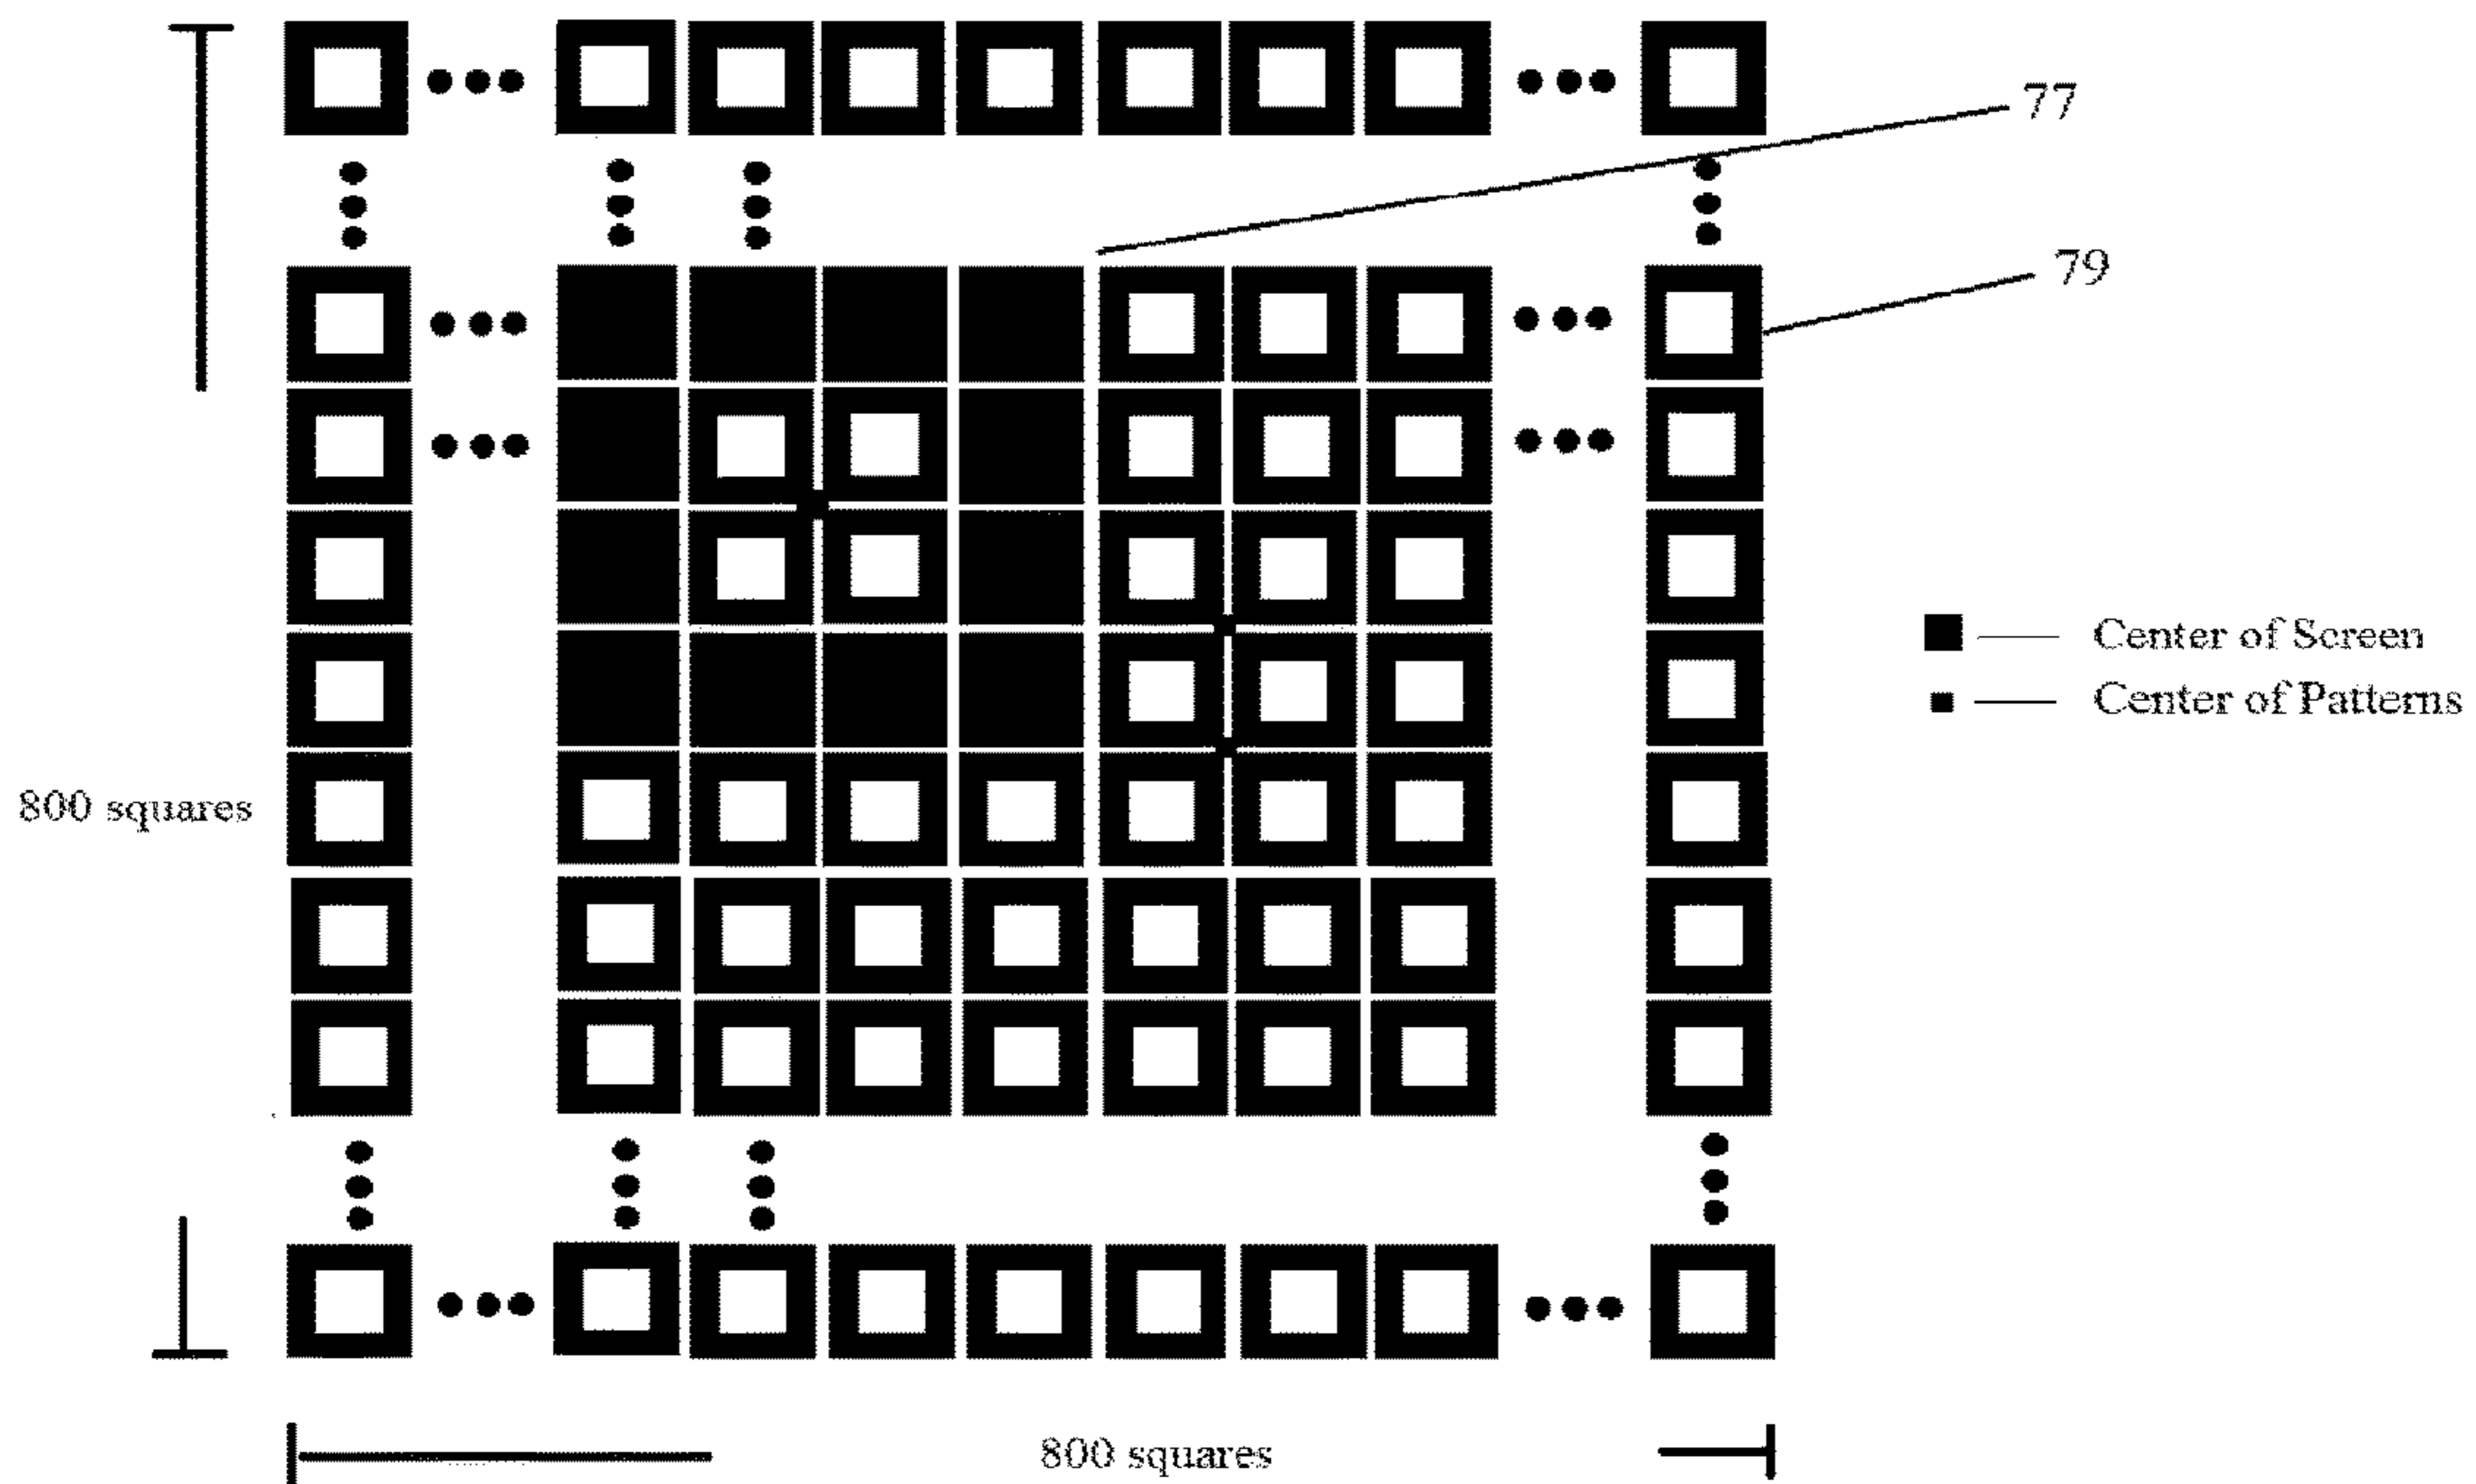 77
79
Center of Screen
Center of Patterns
800 squares
800 squares